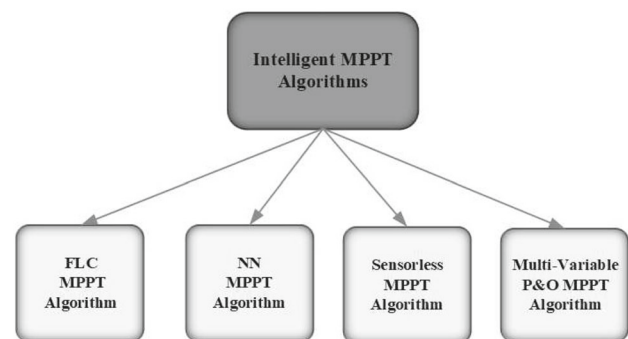 Intelligent MPPT
Algorithms
FLC
MPPT
Algorithm
NN
MPPT
Algorithm
Sensorless
MPPT
Algorithm
Multi-Variable
P&O MPPT
Algorithm